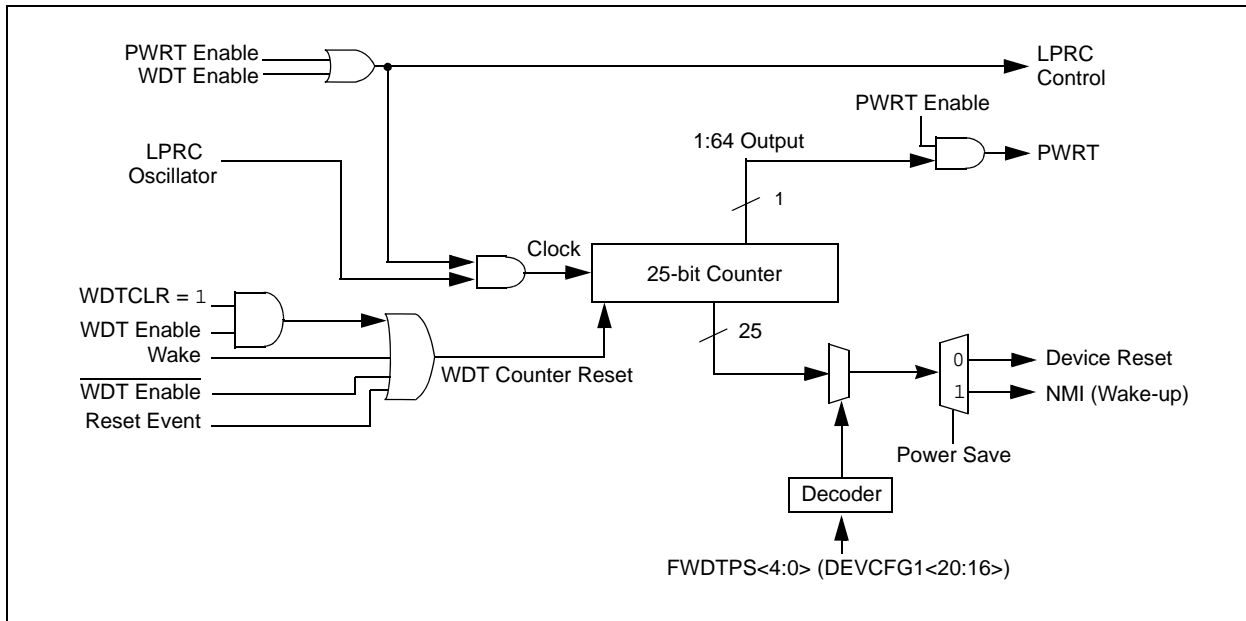 PWRT Enable
WDT Enable
LPRC
Control
PWRT Enable
1:64 Output
PWRT
LPRC
Oscillator
1
Clock
25-bit Counter
WDTCLR = 1
WDT Enable
Wake
WDT Enable
Reset Event
WDT Counter Reset
25
0
1
Device Reset
NMI (Wake-up)
Power Save
Decoder
FWDTPS<4:0> (DEVCFG1<20:16>)